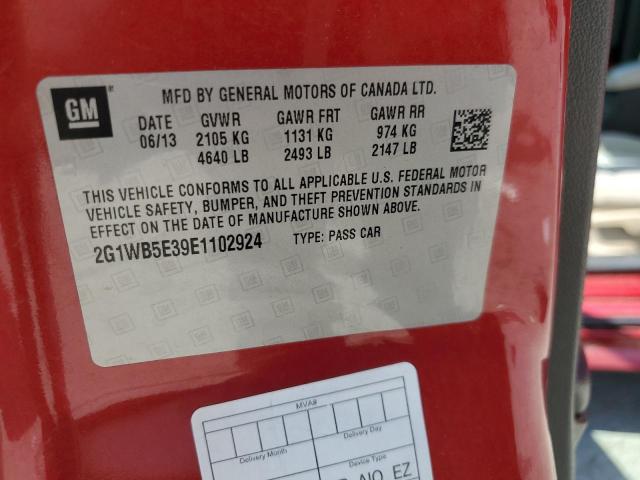 GM
MFD BY GENERAL MOTORS OF CANADA LTD.
DATE GVWR GAWR FRT GAWR RR
06/13 2105 KG 1131 KG 974 KG
4640 LB 2493 LB 2147 LB
THIS VEHICLE CONFORMS TO ALL APPLICABLE U.S. FEDERAL MOTOR
VEHICLE SAFETY, BUMPER, AND THEFT PREVENTION STANDARDS IN
EFFECT ON THE DATE OF MANUFACTURE SHOWN ABOVE.
2G1WB5E39E1102924 TYPE: PASS CAR
MVA#
Delivery Month Delivery Day
Device Type
NO EZ